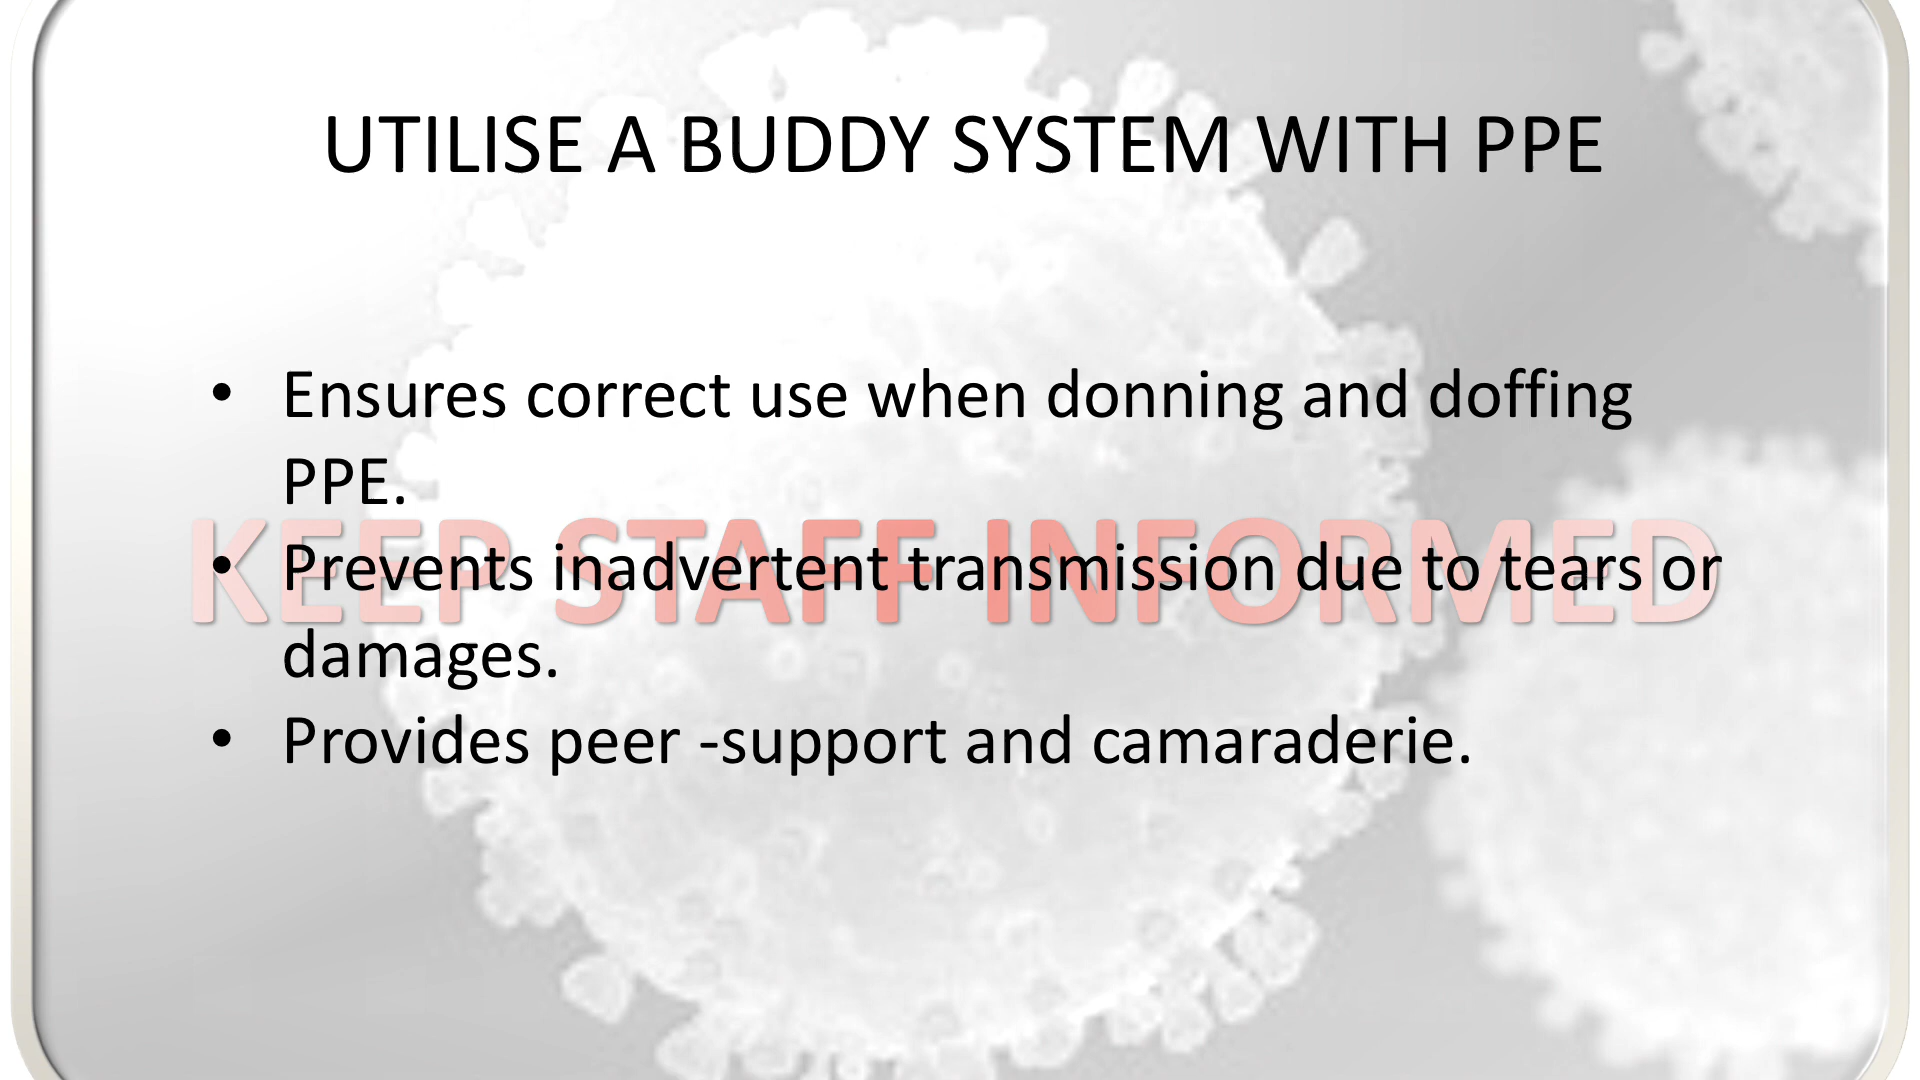 UTILISE A BUDDY SYSTEM WITH PPE
• Ensures correct use when donning and doffing
PPE.
KEEP STAFF INFORMED
• Prevents inadvertent transmission due to tears or
damages.
• Provides peer -support and camaraderie.